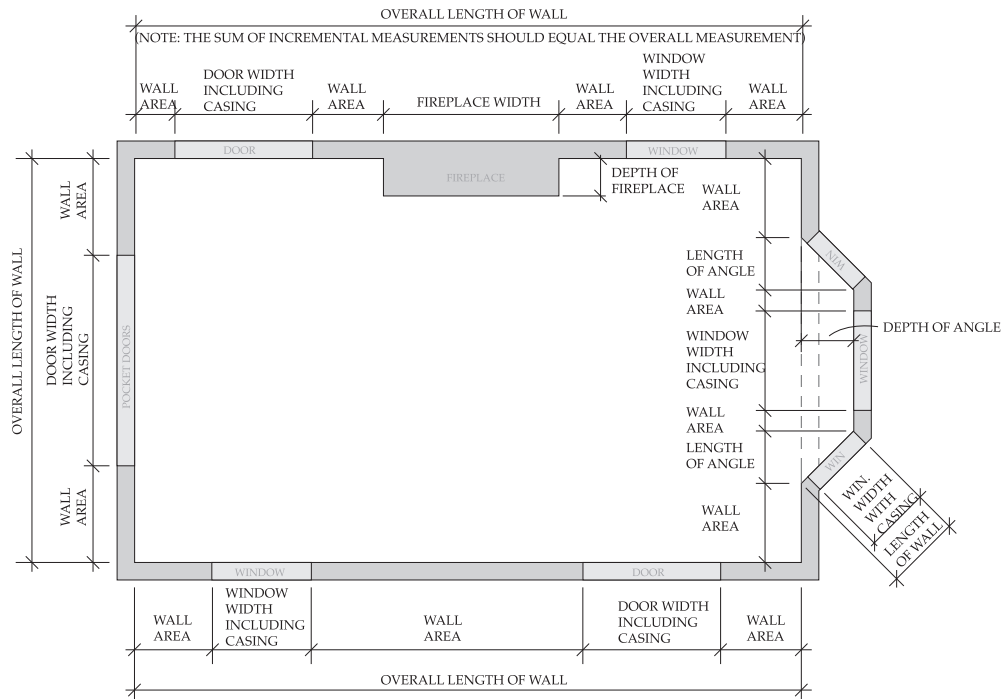 OVERALL LENGTH OF WALL
(NOTE: THE SUM OF INCREMENTAL MEASUREMENTS SHOULD EQUAL THE OVERALL MEASUREMENT)
WALL
AREA
DOOR WIDTH
INCLUDING
CASING
WALL
AREA
FIREPLACE WIDTH
WALL
AREA
WINDOW
WIDTH
INCLUDING
CASING
WALL
AREA
DOOR
WINDOW
FIREPLACE
DEPTH OF
FIREPLACE
WALL
AREA
WIN
LENGTH
OF ANGLE
WALL
AREA
DEPTH OF ANGLE
WINDOW
WIDTH
INCLUDING
CASING
WINDOW
WALL
AREA
LENGTH
OF ANGLE
WIN
WALL
AREA
WIN.
WIDTH
WITH
CASING
LENGTH
OF WALL
OVERALL LENGTH OF WALL
WALL
AREA
DOOR WIDTH
INCLUDING
CASING
POCKET DOORS
WALL
AREA
WINDOW
DOOR
WALL
AREA
WINDOW
WIDTH
INCLUDING
CASING
WALL
AREA
DOOR WIDTH
INCLUDING
CASING
WALL
AREA
OVERALL LENGTH OF WALL